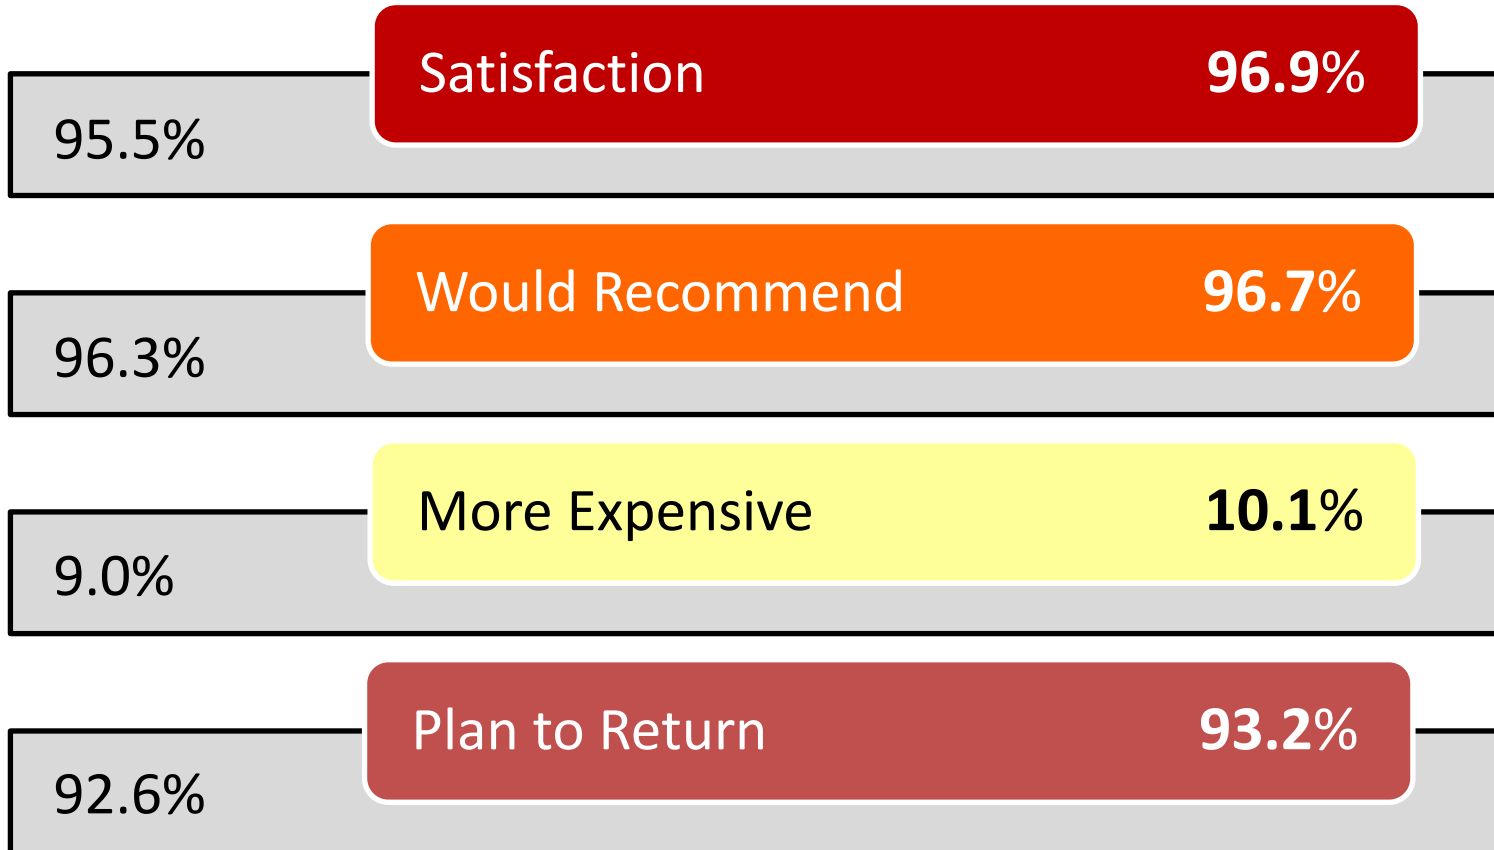 Satisfaction 96.9%
95.5%
Would Recommend 96.7%
96.3%
More Expensive 10.1%
9.0%
Plan to Return 93.2%
92.6%